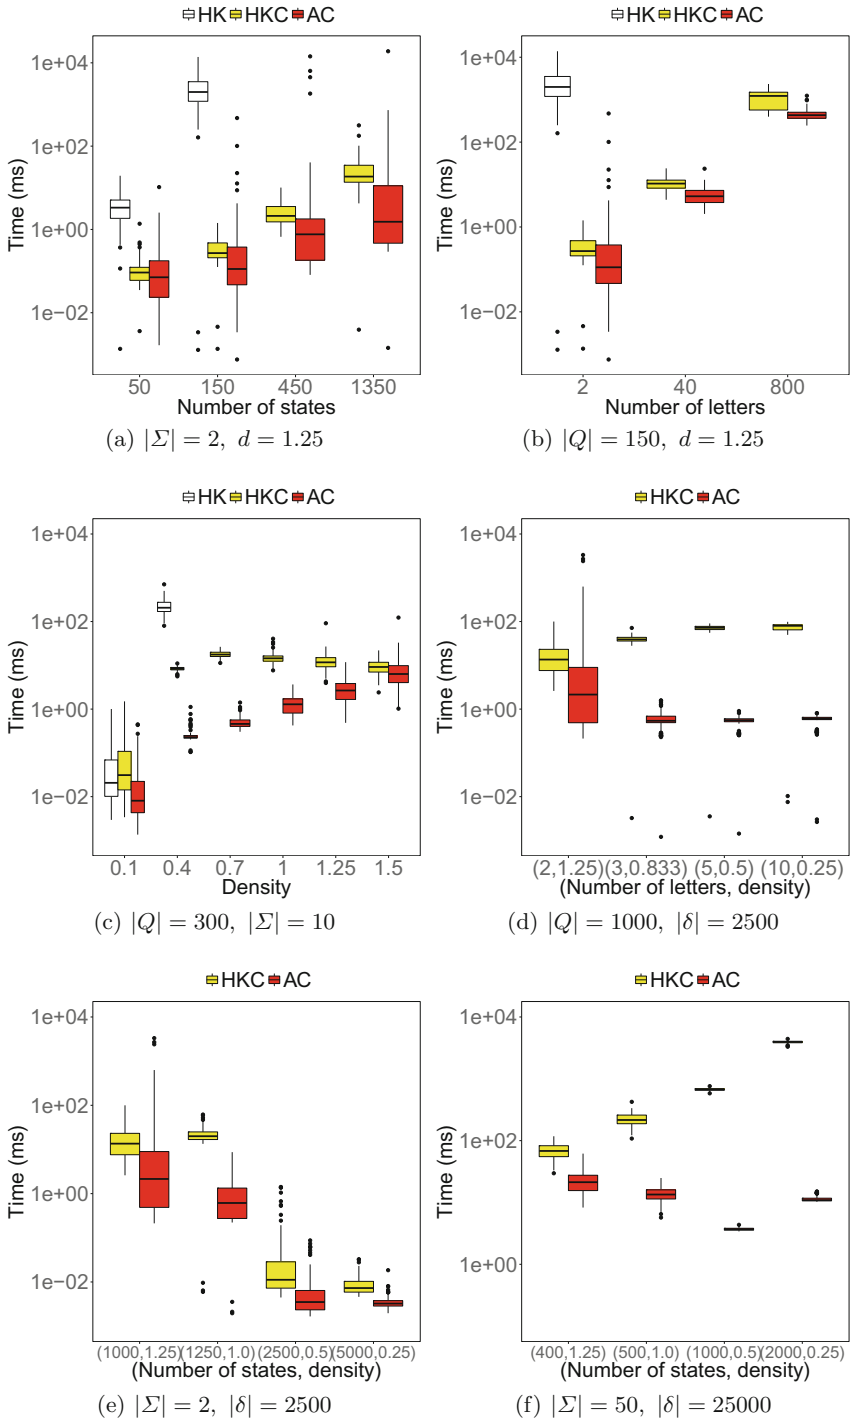 HK HKC AC
Time (ms)
1e+04
1e+02
1e+00
1e−02
50 150 450 1350
Number of states
(a) |Σ| = 2, d = 1.25
HK HKC AC
Time (ms)
1e+04
1e+02
1e+00
1e−02
2 40 800
Number of letters
(b) |Q| = 150, d = 1.25
HK HKC AC
Time (ms)
1e+04
1e+02
1e+00
1e−02
0.1 0.4 0.7 1 1.25 1.5
Density
(c) |Q| = 300, |Σ| = 10
HKC AC
Time (ms)
1e+04
1e+02
1e+00
1e−02
(2,1.25) (3,0.833) (5,0.5) (10,0.25)
(Number of letters, density)
(d) |Q| = 1000, |δ| = 2500
HKC AC
Time (ms)
1e+04
1e+02
1e+00
1e−02
(1000,1.25) (1250,1.0) (2500,0.5) (5000,0.25)
(Number of states, density)
(e) |Σ| = 2, |δ| = 2500
HKC AC
Time (ms)
1e+04
1e+02
1e+00
(400,1.25) (500,1.0) (1000,0.5) (2000,0.25)
(Number of states, density)
(f) |Σ| = 50, |δ| = 25000